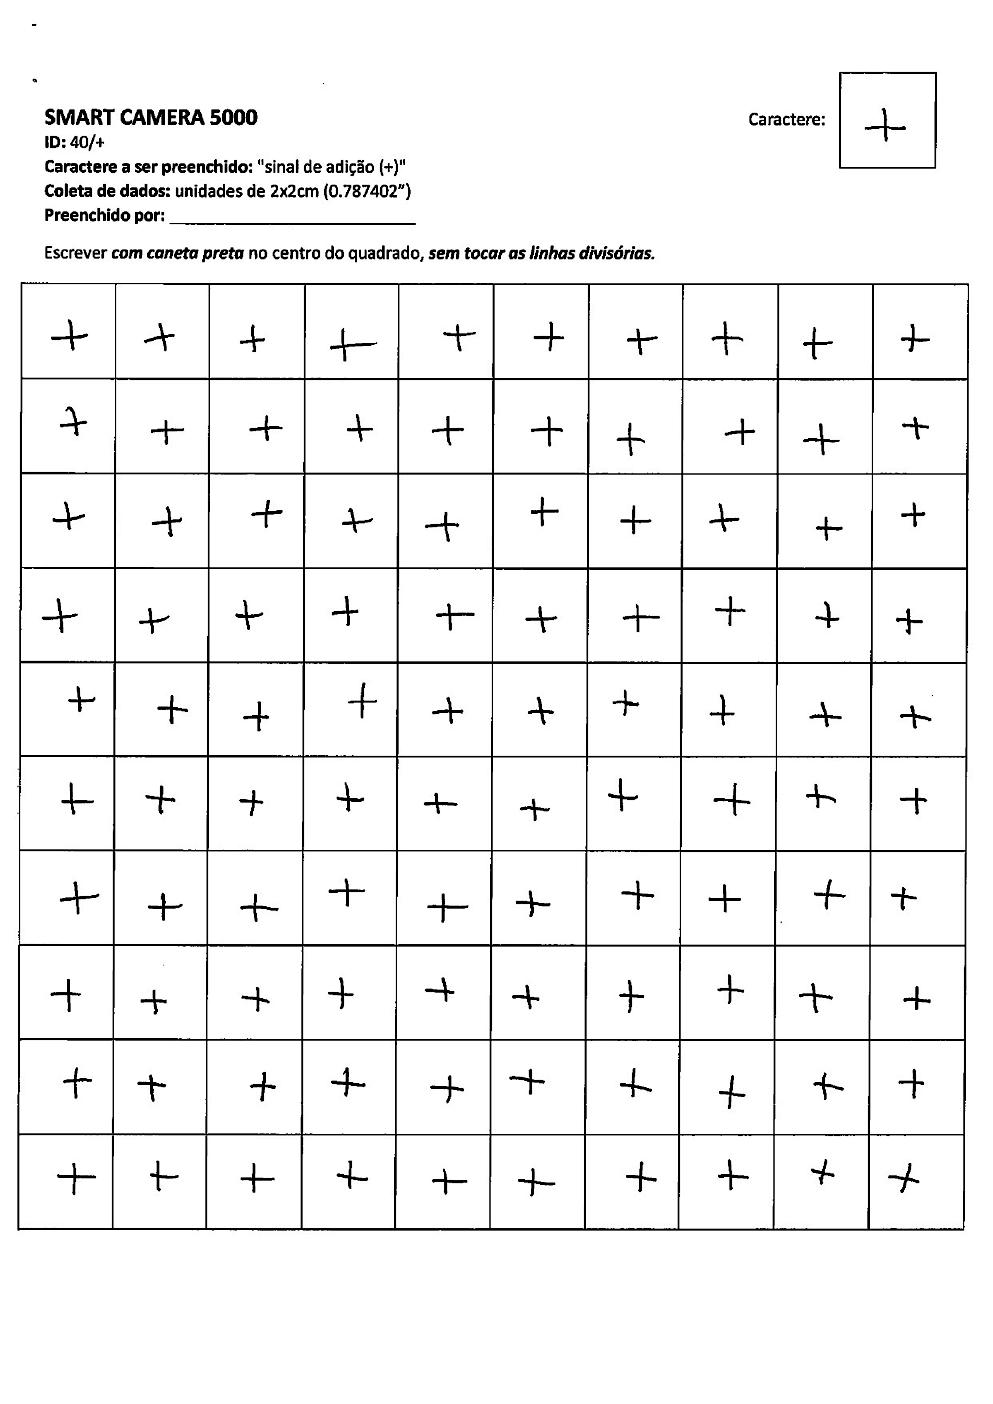 SMART CAMERA 5000
ID: 40/+
Caractere a ser preenchido: "sinal de adição (+)"
Coleta de dados: unidades de 2x2cm (0.787402")
Preenchido por: ____________________
Caractere: +
Escrever com caneta preta no centro do quadrado, sem tocar as linhas divisórias.
+ + + + + + + + + +
+ + + + + + + + + +
+ + + + + + + + + +
+ + + + + + + + + +
+ + + + + + + + + +
+ + + + + + + + + +
+ + + + + + + + + +
+ + + + + + + + + +
+ + + + + + + + + +
+ + + + + + + + + +